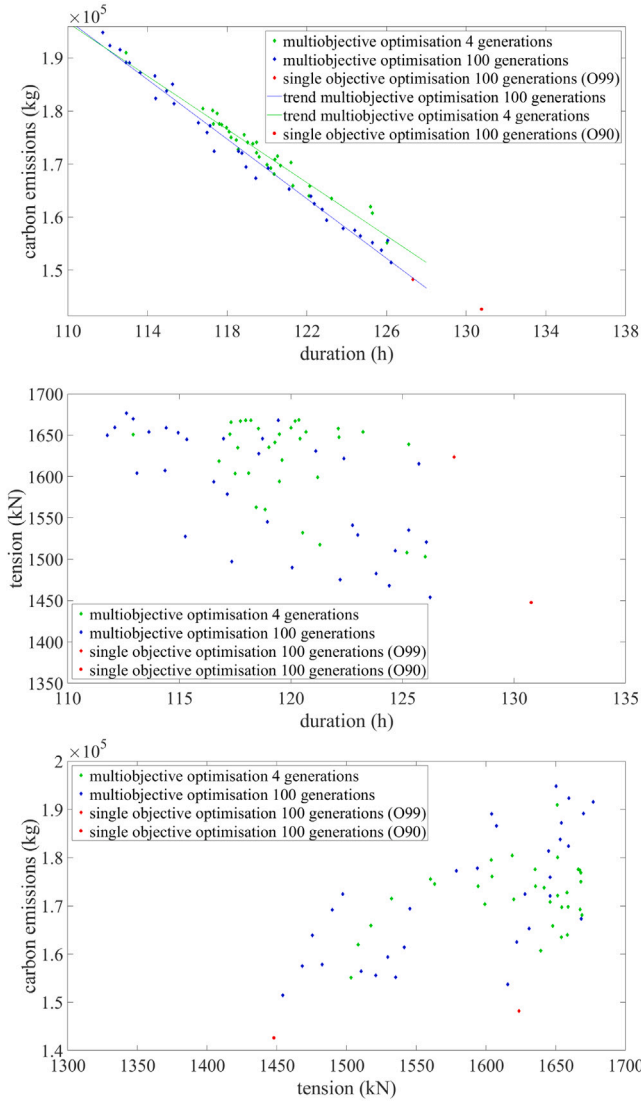 ×10⁵
multiobjective optimisation 4 generations
multiobjective optimisation 100 generations
single objective optimisation 100 generations (O99)
trend multiobjective optimisation 100 generations
trend multiobjective optimisation 4 generations
single objective optimisation 100 generations (O90)
carbon emissions (kg)
1.9
1.8
1.7
1.6
1.5
110 114 118 122 126 130 134 138
duration (h)
1700
1650
1600
1550
1500
1450
1400
1350
tension (kN)
multiobjective optimisation 4 generations
multiobjective optimisation 100 generations
single objective optimisation 100 generations (O99)
single objective optimisation 100 generations (O90)
110 115 120 125 130 135
duration (h)
×10⁵
2
1.9
1.8
1.7
1.6
1.5
1.4
carbon emissions (kg)
multiobjective optimisation 4 generations
multiobjective optimisation 100 generations
single objective optimisation 100 generations (O99)
single objective optimisation 100 generations (O90)
1300 1350 1400 1450 1500 1550 1600 1650 1700
tension (kN)